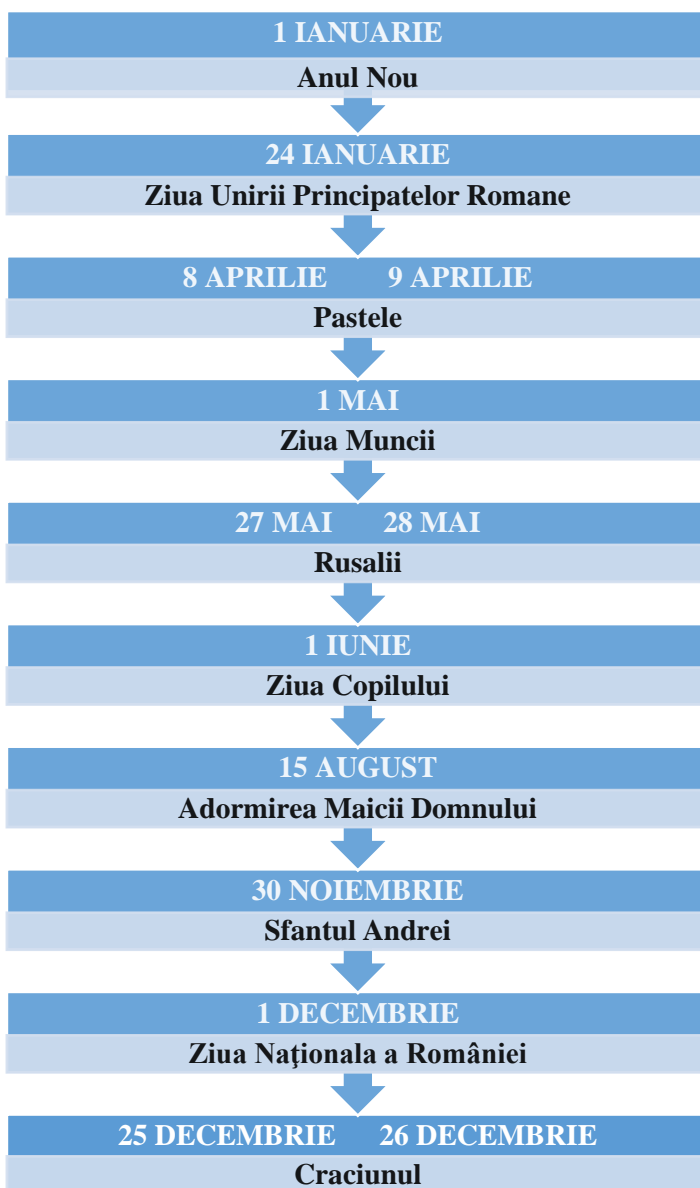 1 IANUARIE
Anul Nou
24 IANUARIE
Ziua Unirii Principatelor Romane
8 APRILIE 9 APRILIE
Pastele
1 MAI
Ziua Muncii
27 MAI 28 MAI
Rusalii
1 IUNIE
Ziua Copilului
15 AUGUST
Adormirea Maicii Domnului
30 NOIEMBRIE
Sfantul Andrei
1 DECEMBRIE
Ziua Naţionala a României
25 DECEMBRIE 26 DECEMBRIE
Craciunul